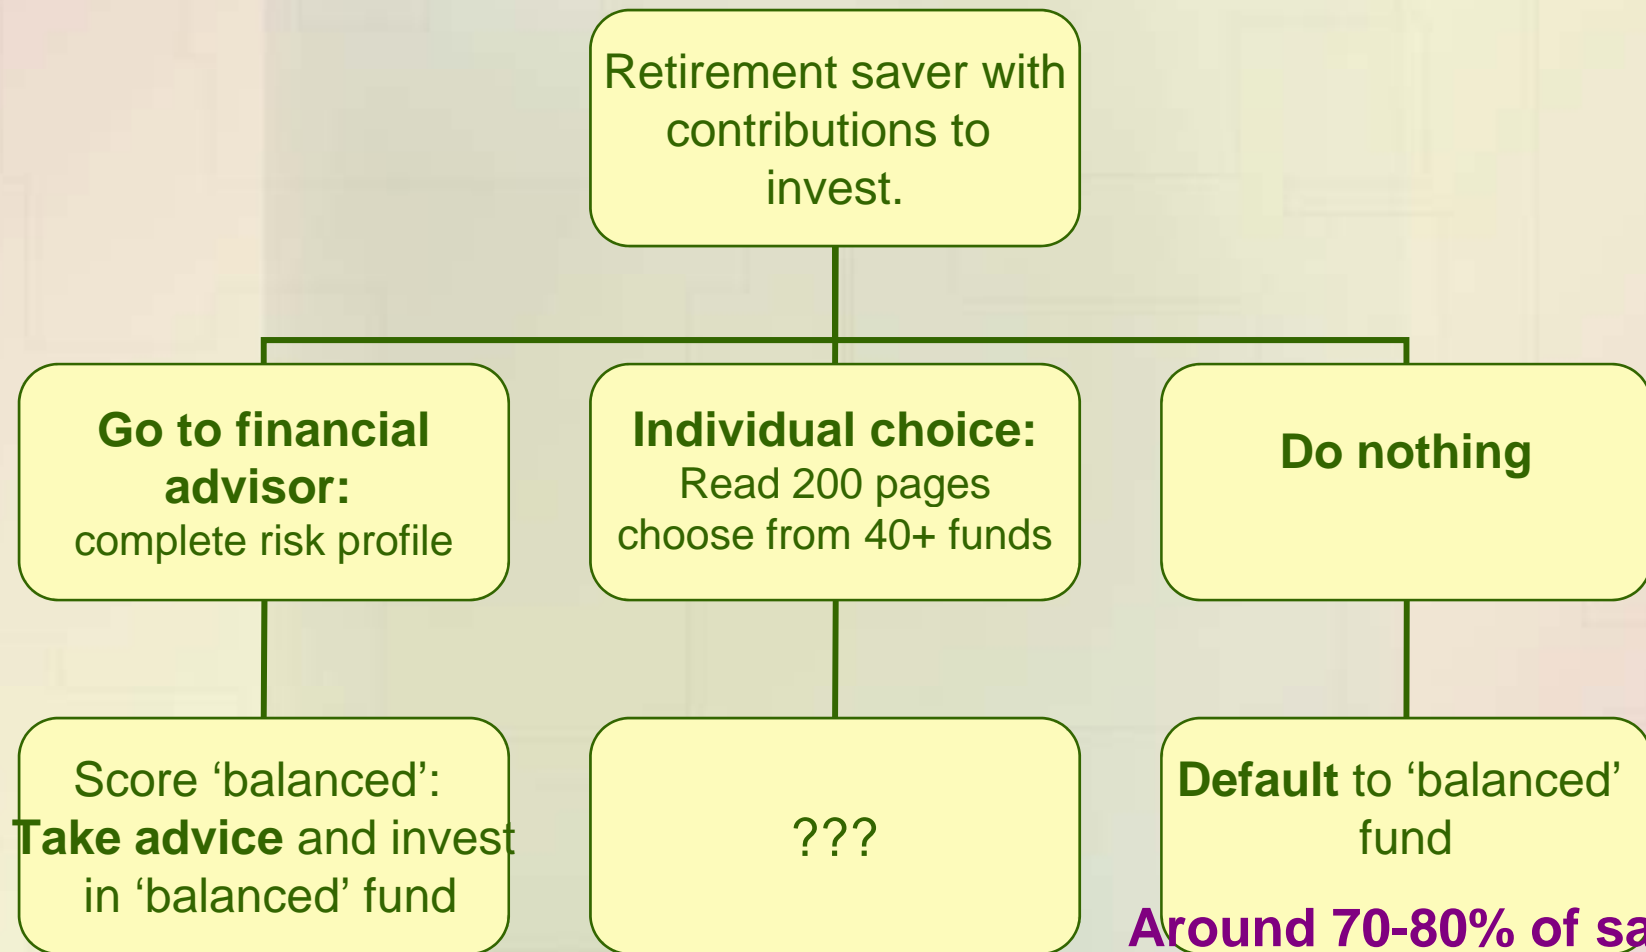 Retirement saver with
contributions to
invest.
Go to financial
advisor:
complete risk profile
Individual choice:
Read 200 pages
choose from 40+ funds
Do nothing
Score ‘balanced’:
Take advice and invest
in ‘balanced’ fund
???
Default to ‘balanced’
fund
Around 70-80% of